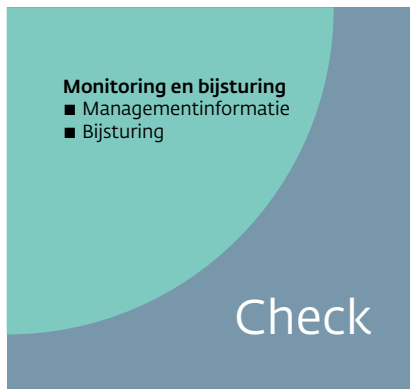 Monitoring en bijsturing
■ Managementinformatie
■ Bijsturing
Check